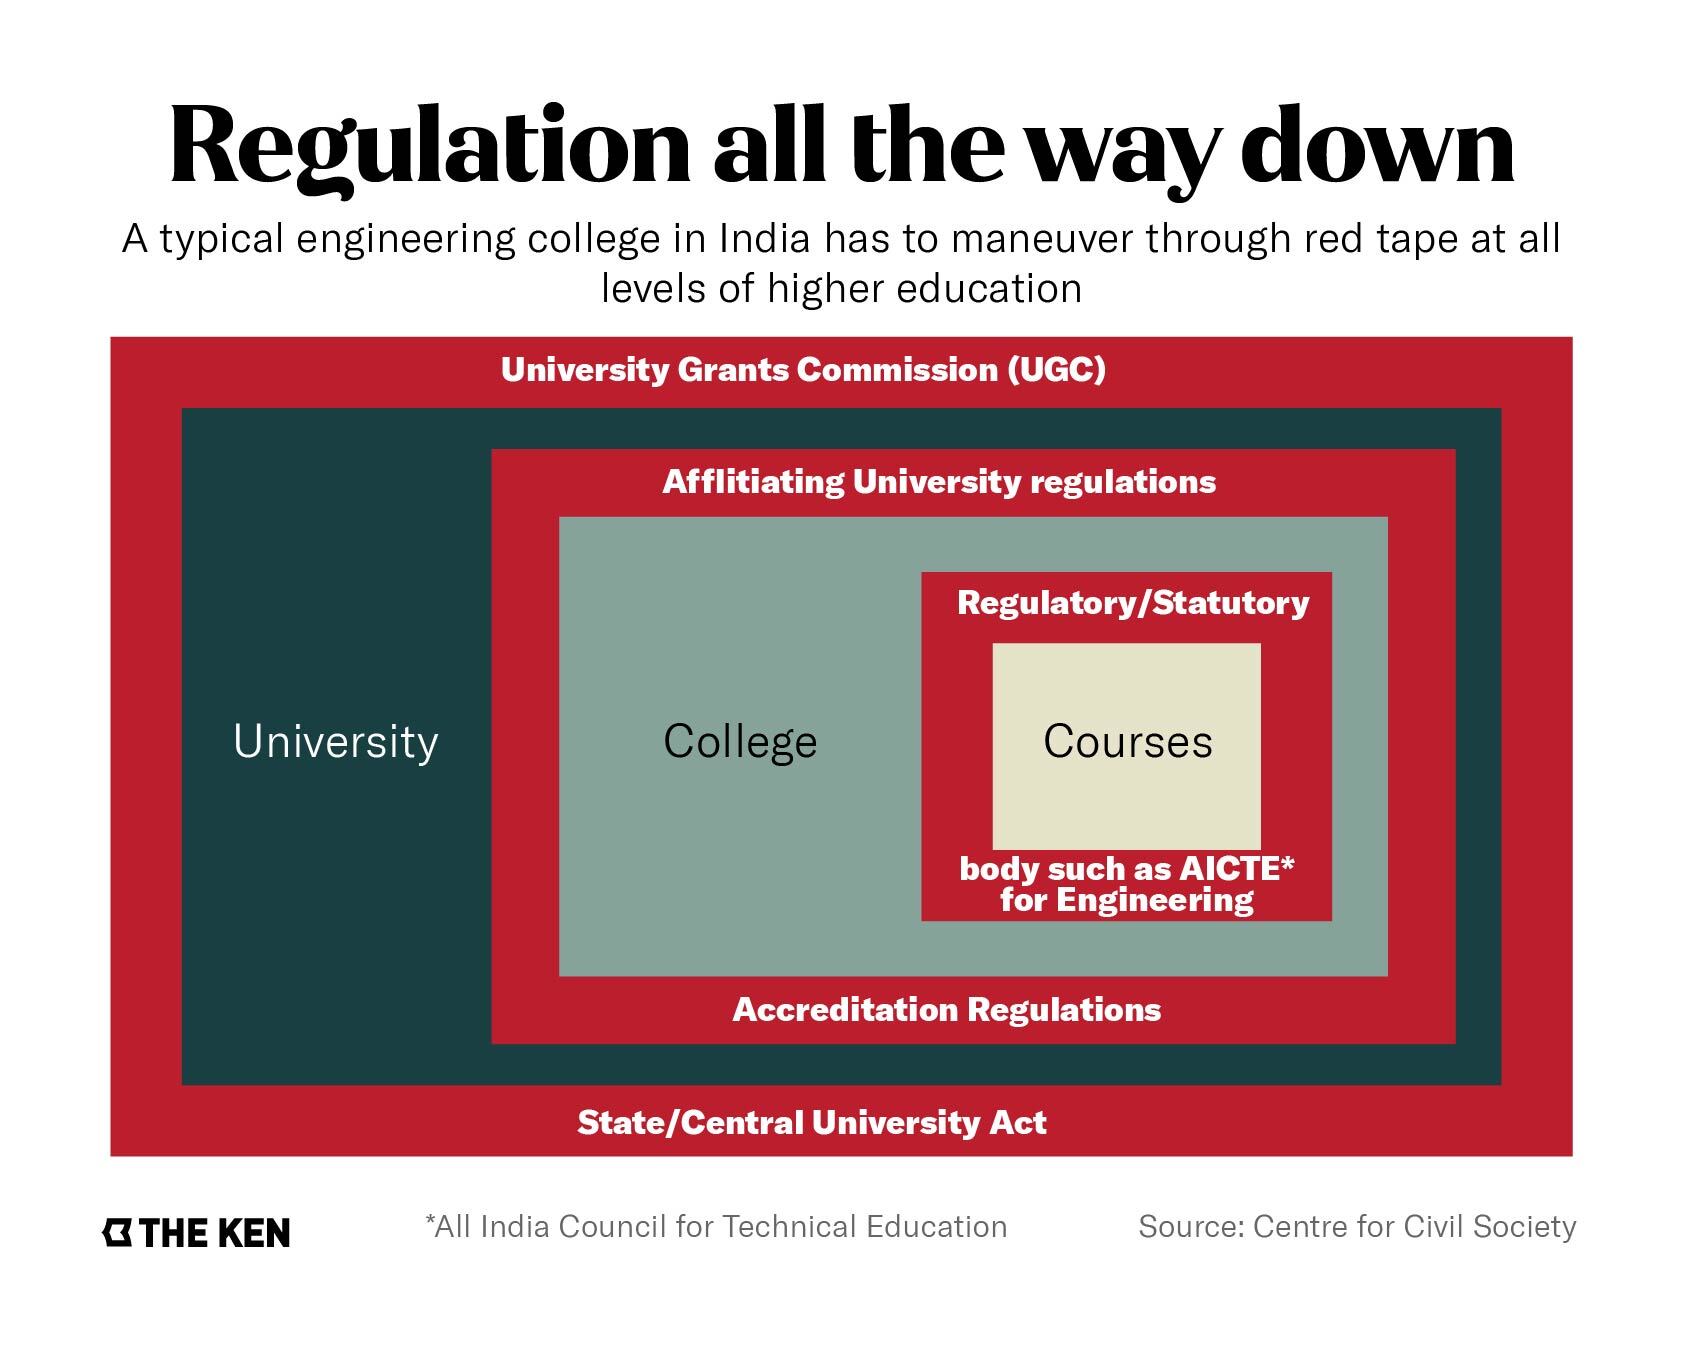 Regulation all the way down
A typical engineering college in India has to maneuver through red tape at all
levels of higher education
University Grants Commission (UGC)
Afflitiating University regulations
Regulatory/Statutory
University
College
Courses
body such as AICTE*
for Engineering
Accreditation Regulations
State/Central University Act
THE KEN
*All India Council for Technical Education
Source: Centre for Civil Society